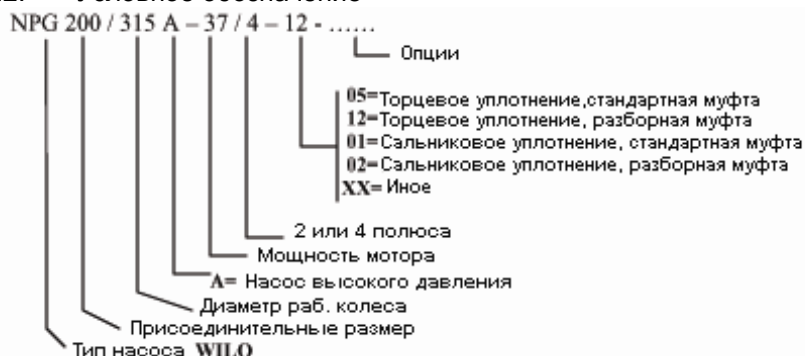 NPG 200 / 315 A – 37 / 4 – 12 - ......
Опции
05=Торцевое уплотнение,стандартная муфта
12=Торцевое уплотнение, разборная муфта
01=Сальниковое уплотнение, стандартная муфта
02=Сальниковое уплотнение, разборная муфта
XX= Иное
2 или 4 полюса
Мощность мотора
A= Насос высокого давления
Диаметр раб. колеса
Присоединительные размер
Тип насоса WILO